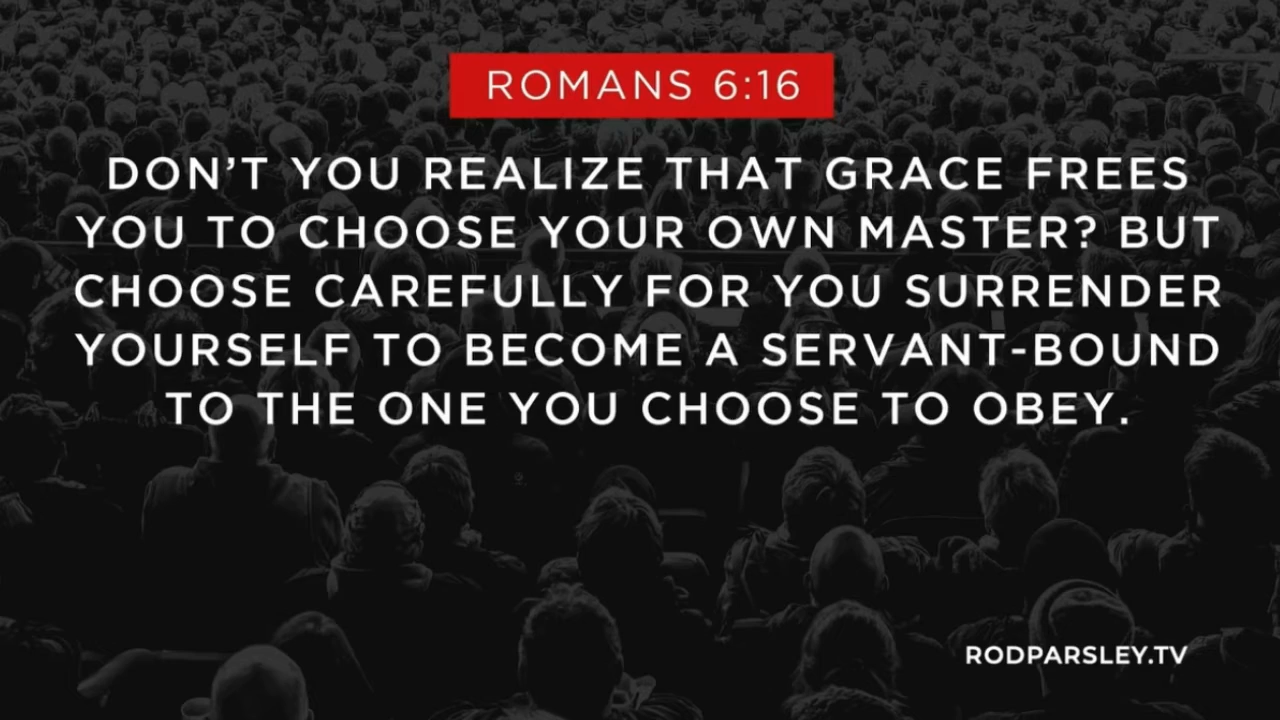 ROMANS 6:16
DON'T YOU REALIZE THAT GRACE FREES
YOU TO CHOOSE YOUR OWN MASTER? BUT
CHOOSE CAREFULLY FOR YOU SURRENDER
YOURSELF TO BECOME A SERVANT-BOUND
TO THE ONE YOU CHOOSE TO OBEY.
RODPARSLEY.TV